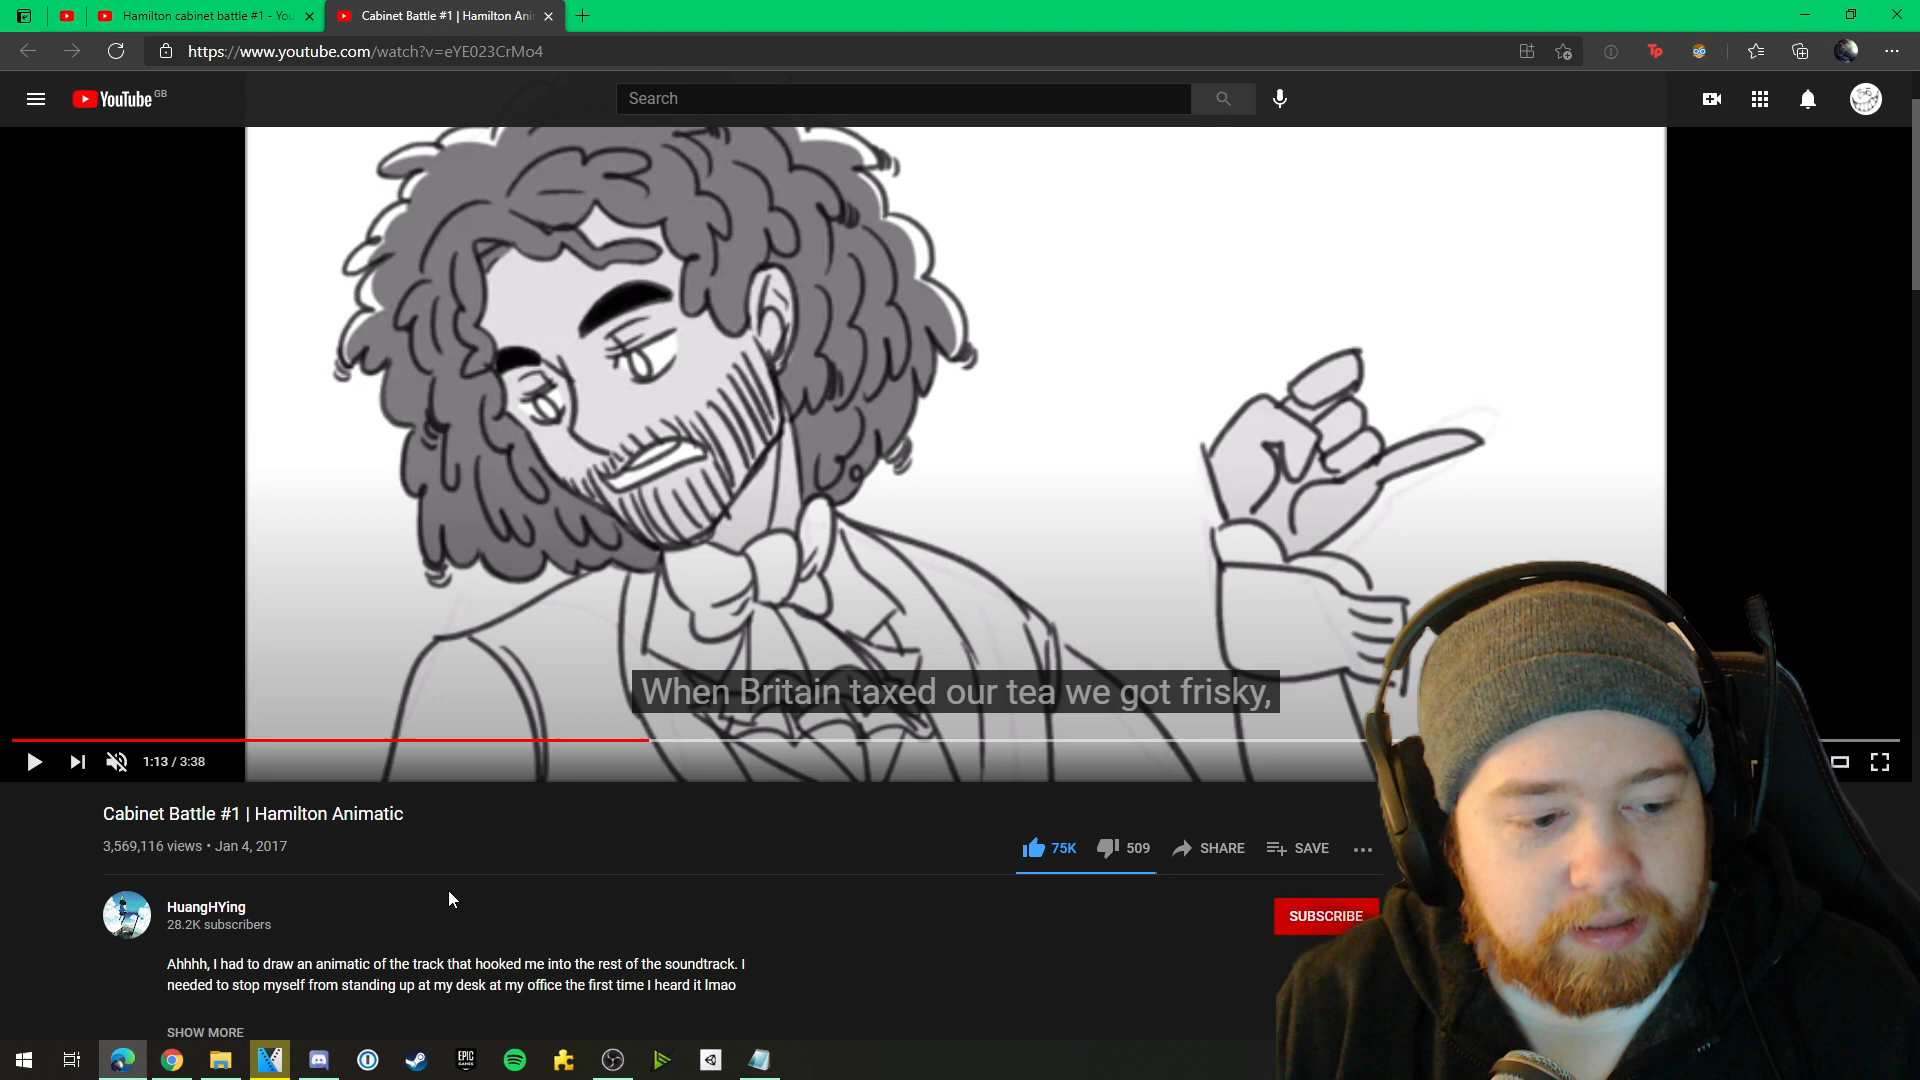 Hamilton cabinet battle #1 - You
Cabinet Battle #1 | Hamilton Ani
https://www.youtube.com/watch?v=eYE023CrMo4
Tp
YouTube GB
Search
When Britain taxed our tea we got frisky,
1:13 / 3:38
Cabinet Battle #1 | Hamilton Animatic
3,569,116 views • Jan 4, 2017
75K
509
SHARE
SAVE
HuangHYing
28.2K subscribers
SUBSCRIBE
Ahhhh, I had to draw an animatic of the track that hooked me into the rest of the soundtrack. I
needed to stop myself from standing up at my desk at my office the first time I heard it lmao
SHOW MORE
EPIC
GAMES